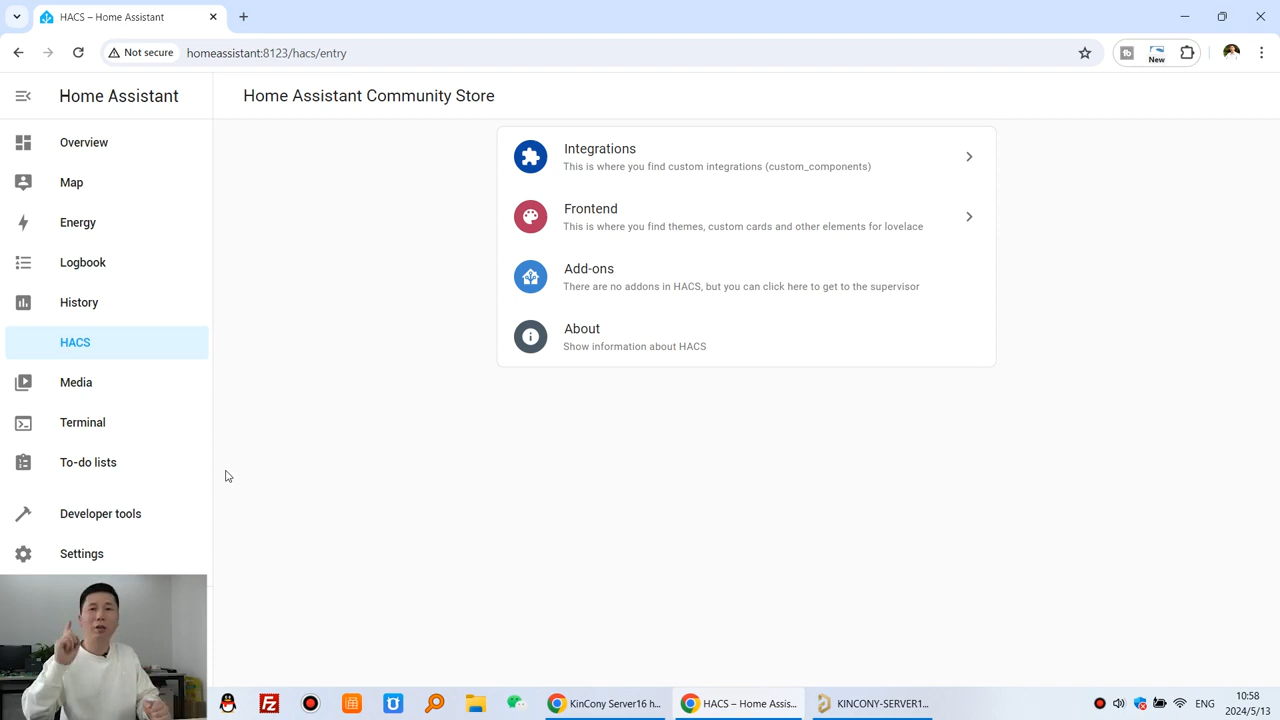 HACS – Home Assistant
Not secure
homeassistant:8123/hacs/entry
New
Home Assistant
Home Assistant Community Store
Overview
Map
Energy
Logbook
History
HACS
Media
Terminal
To-do lists
Developer tools
Settings
Integrations
This is where you find custom integrations (custom_components)
Frontend
This is where you find themes, custom cards and other elements for lovelace
Add-ons
There are no addons in HACS, but you can click here to get to the supervisor
About
Show information about HACS
KinCony Server16 h...
HACS – Home Assis...
KINCONY-SERVER1...
ENG
10:58
2024/5/13